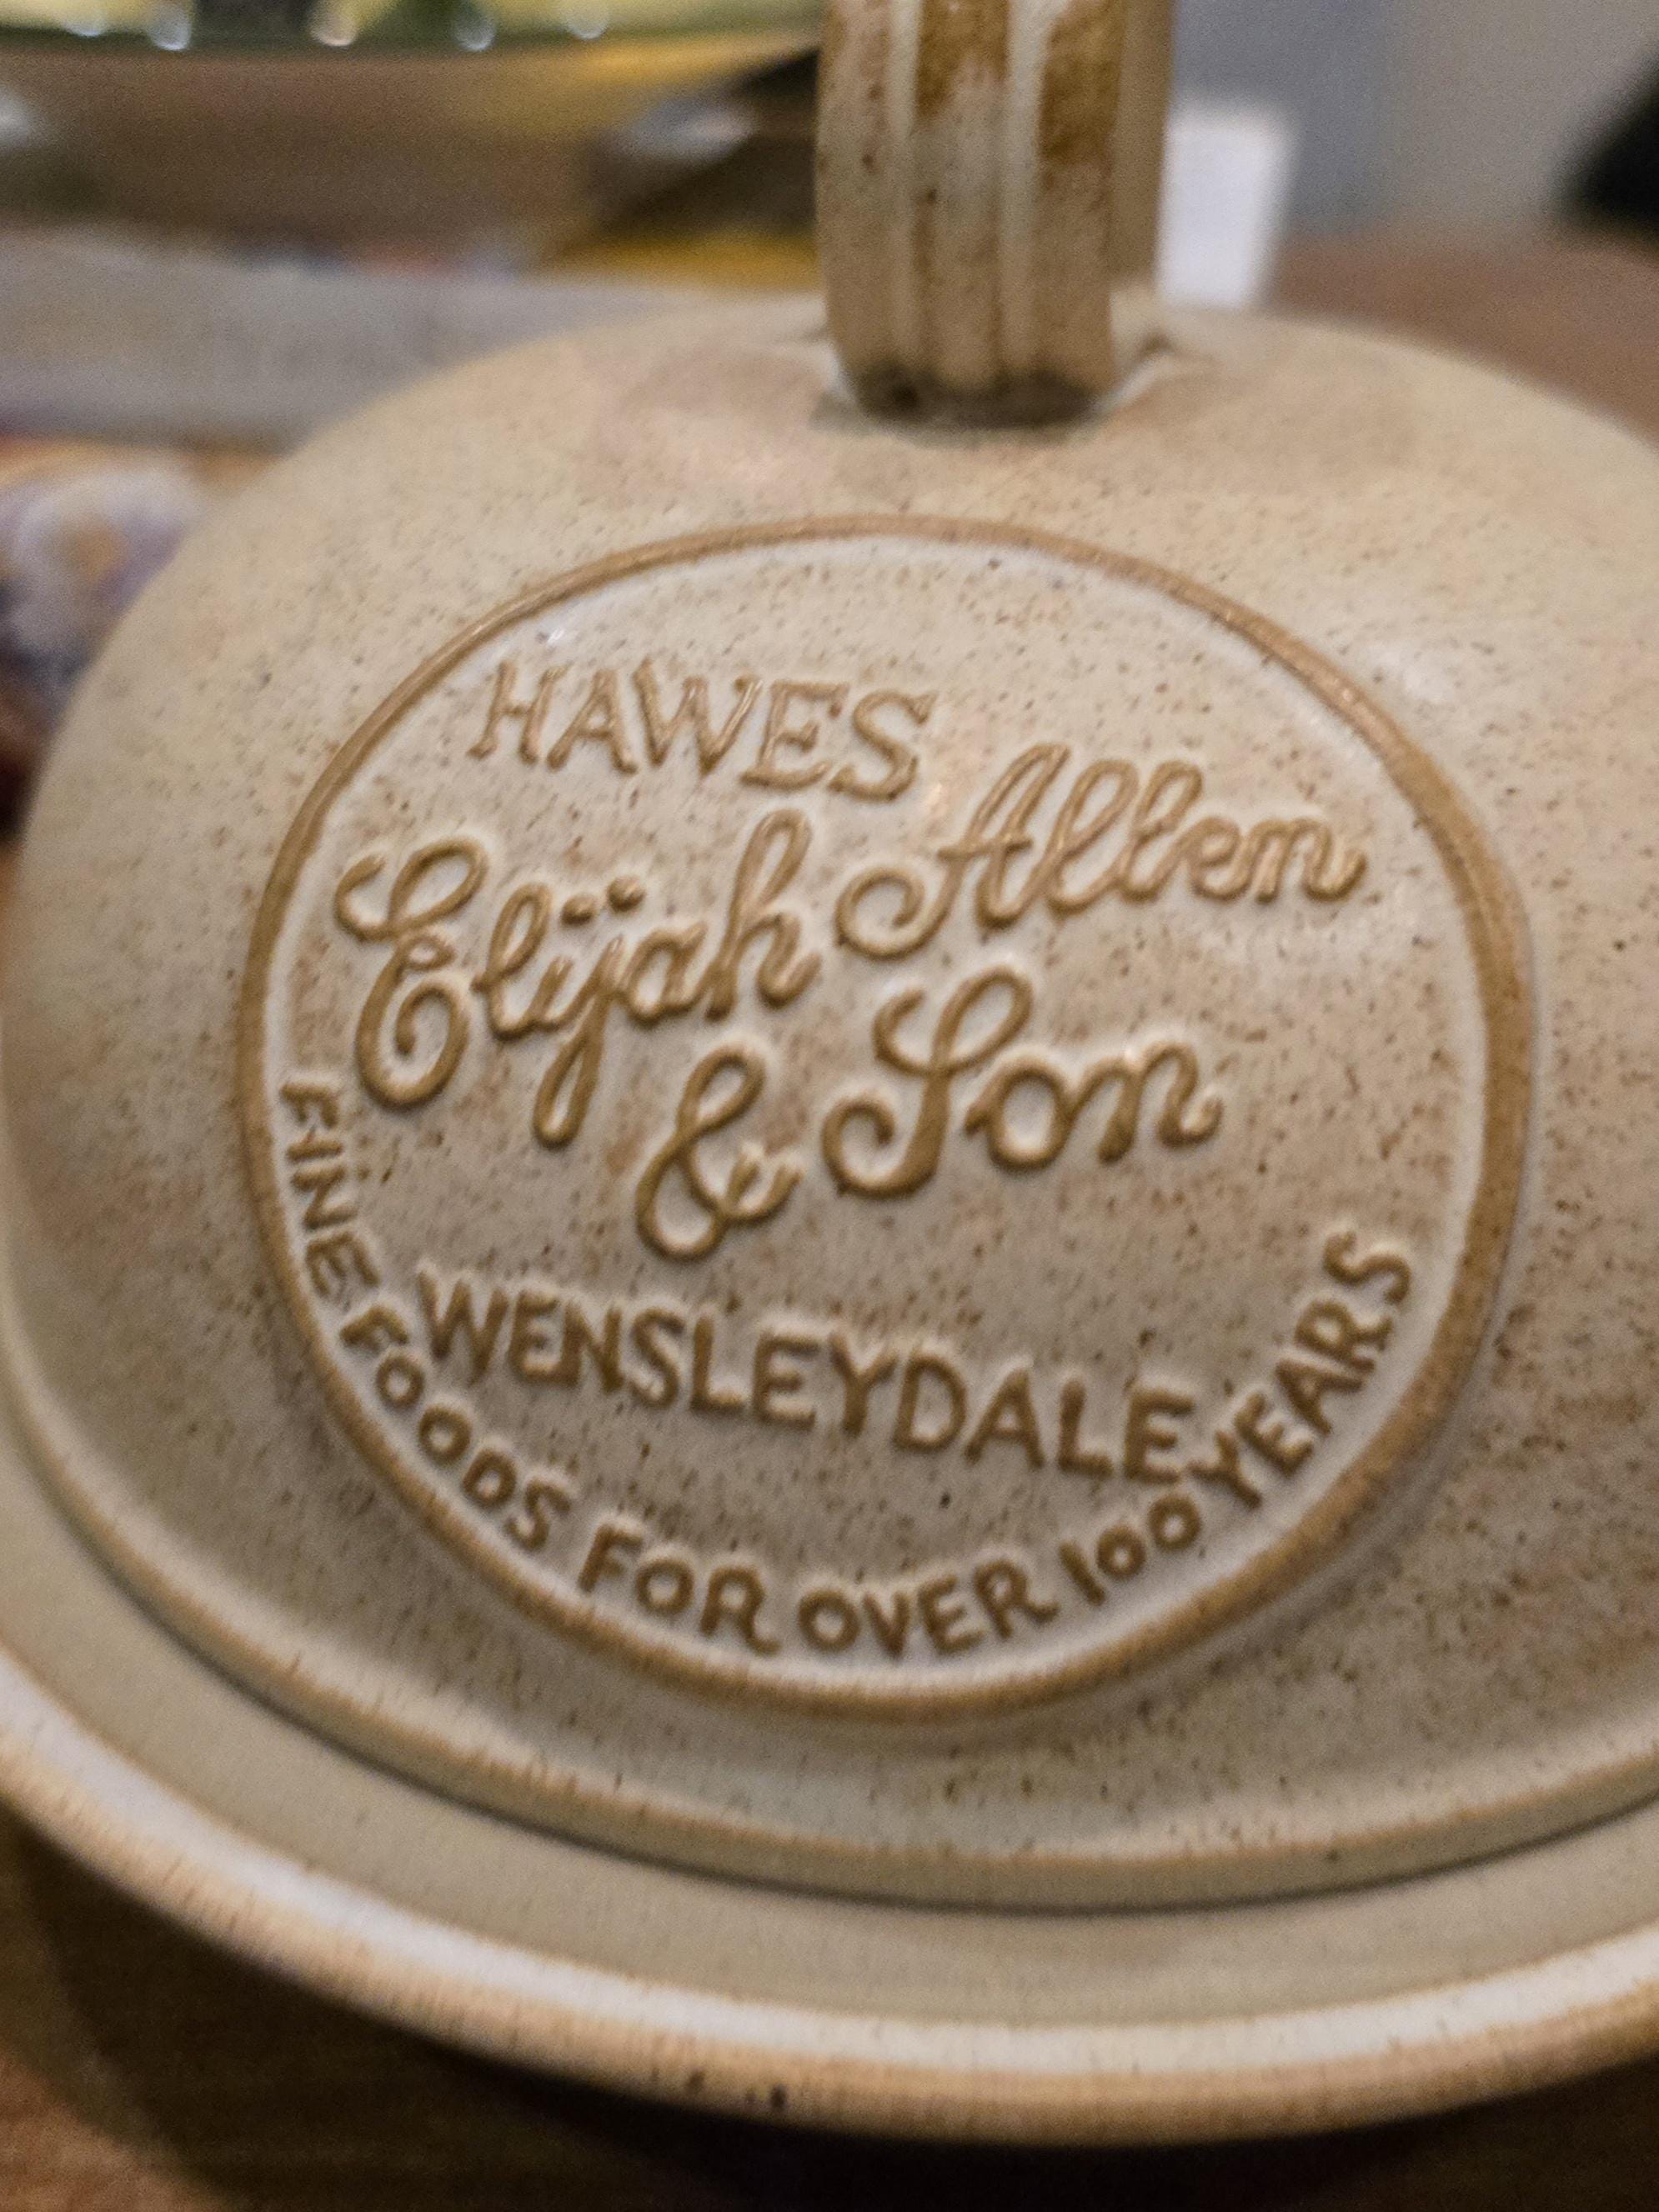 HAWES
Elijah Allen
& Son
WENSLEYDALE
FINE FOODS FOR OVER 100 YEARS